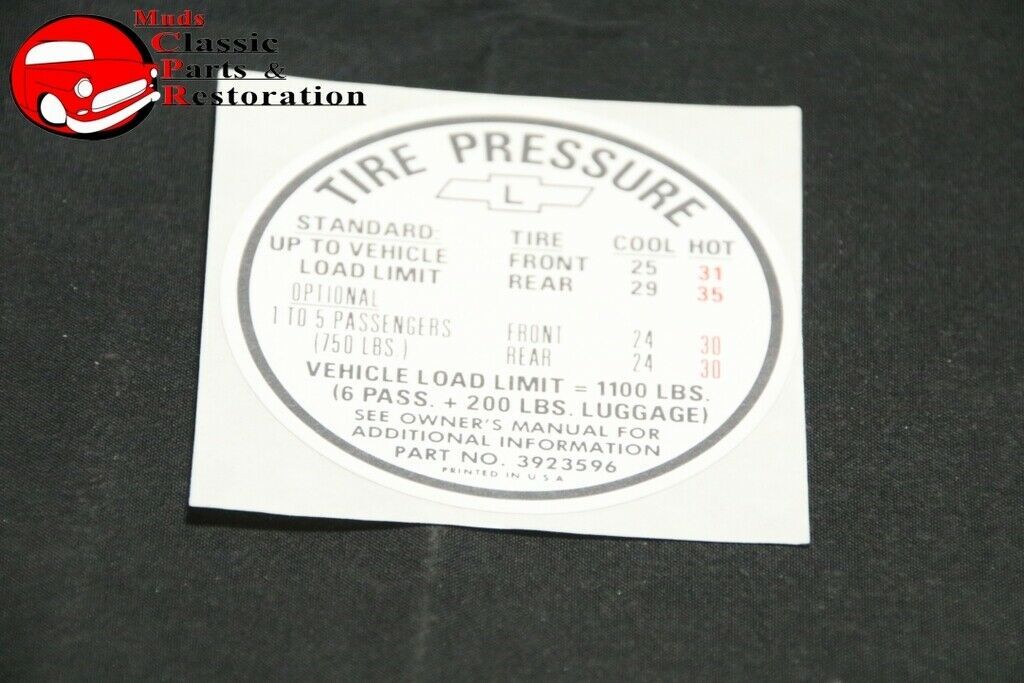 Muds
Classic
Parts &
Restoration
TIRE PRESSURE
L
STANDARD: TIRE COOL HOT
UP TO VEHICLE FRONT 25 31
LOAD LIMIT REAR 29 35
OPTIONAL
1 TO 5 PASSENGERS FRONT 24 30
(750 LBS.) REAR 24 30
VEHICLE LOAD LIMIT = 1100 LBS.
(6 PASS. + 200 LBS. LUGGAGE)
SEE OWNER'S MANUAL FOR
ADDITIONAL INFORMATION
PART NO. 3923596
PRINTED IN U S A